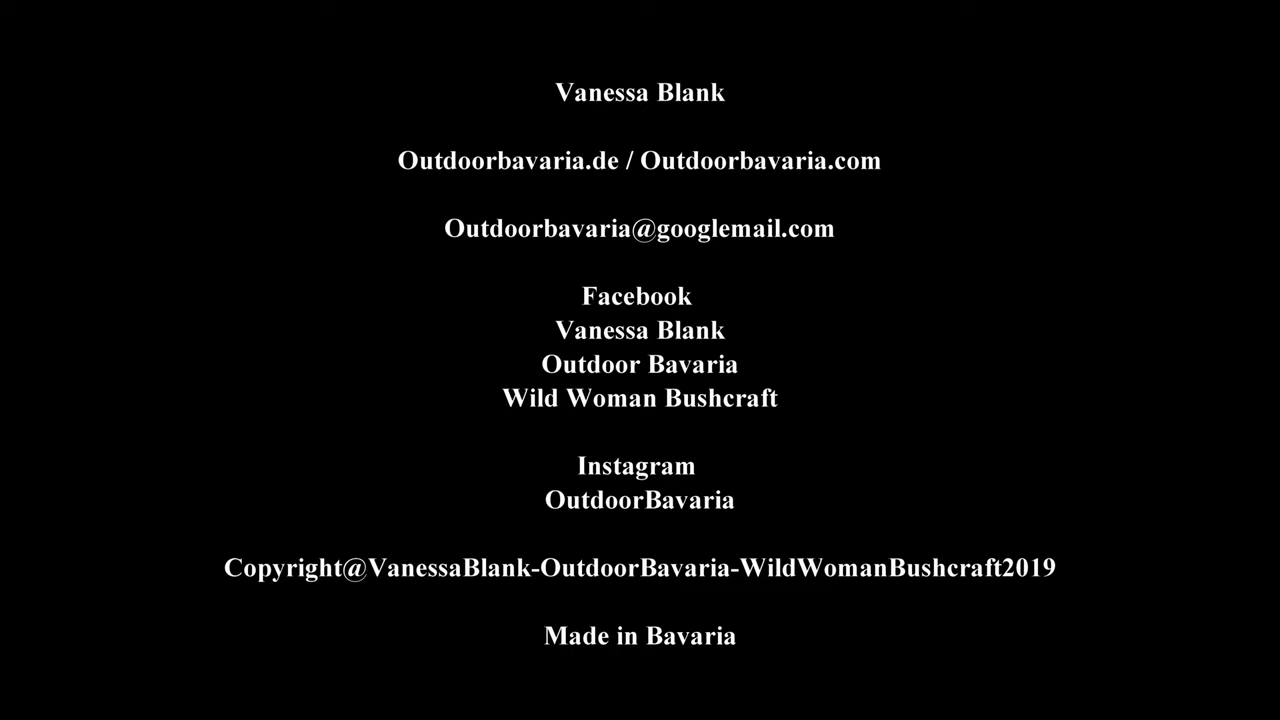 Vanessa Blank
Outdoorbavaria.de / Outdoorbavaria.com
Outdoorbavaria@googlemail.com
Facebook
Vanessa Blank
Outdoor Bavaria
Wild Woman Bushcraft
Instagram
OutdoorBavaria
Copyright@VanessaBlank-OutdoorBavaria-WildWomanBushcraft2019
Made in Bavaria